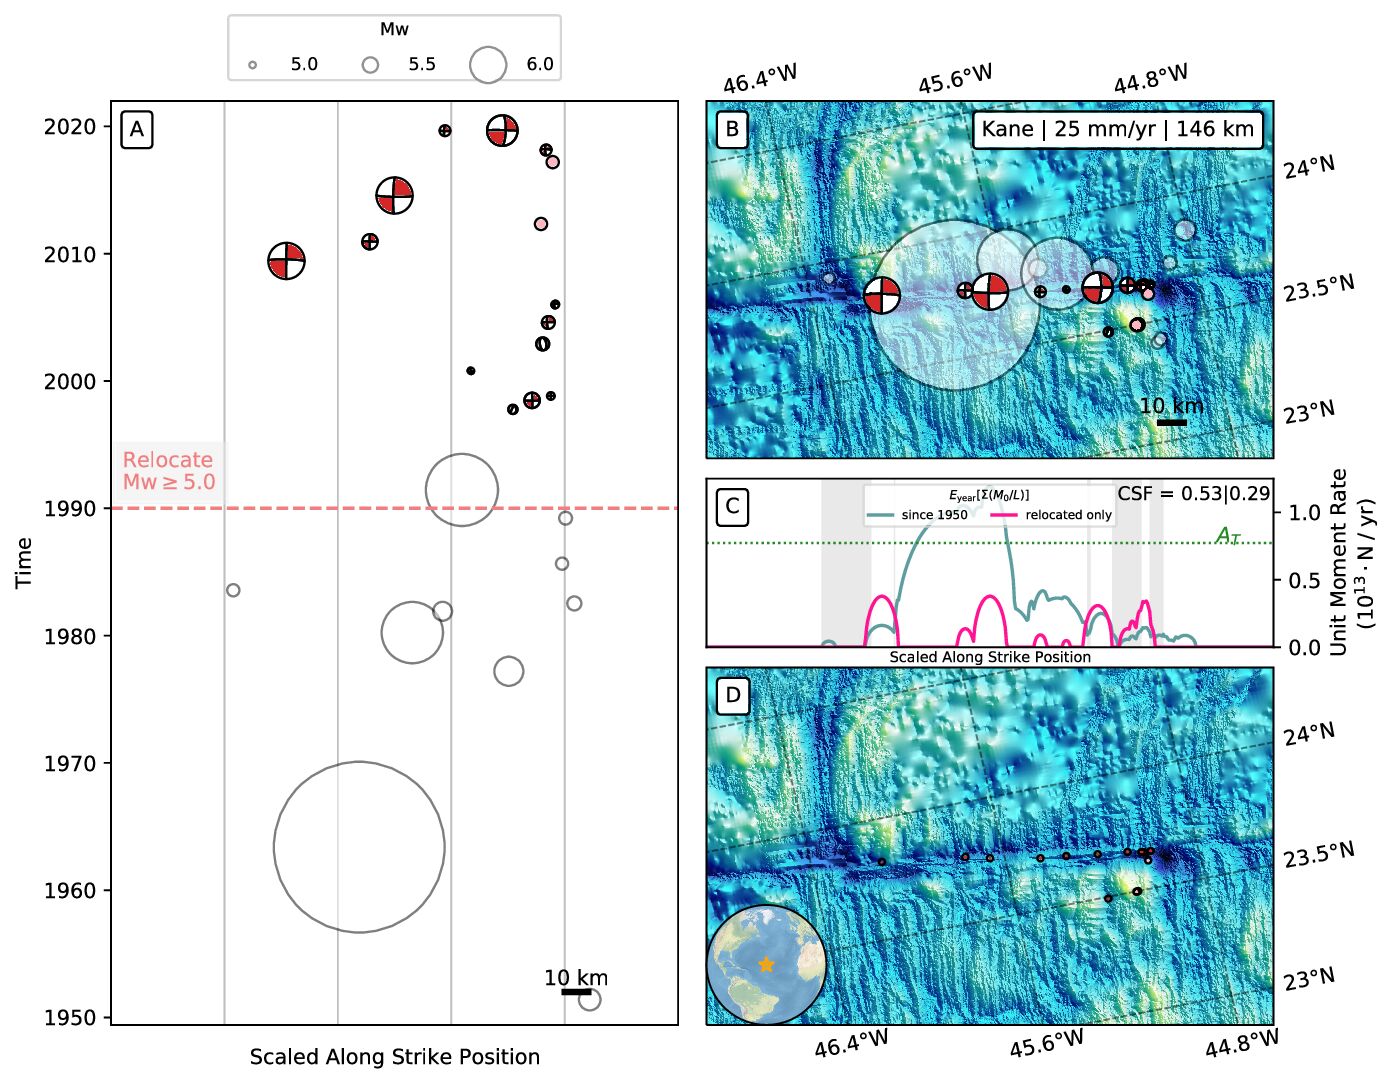 Mw
5.0 5.5 6.0
A
2020
2010
2000
1990
1980
1970
1960
1950
Time
Relocate
Mw ≥ 5.0
10 km
Scaled Along Strike Position
46.4°W 45.6°W 44.8°W
B
Kane | 25 mm/yr | 146 km
24°N
23.5°N
23°N
10 km
C
E_year[Σ(M_0/L)]
since 1950 relocated only
CSF = 0.53|0.29
A_T
1.0
0.5
0.0
Unit Moment Rate
(10^13 · N / yr)
Scaled Along Strike Position
D
24°N
23.5°N
23°N
46.4°W 45.6°W 44.8°W